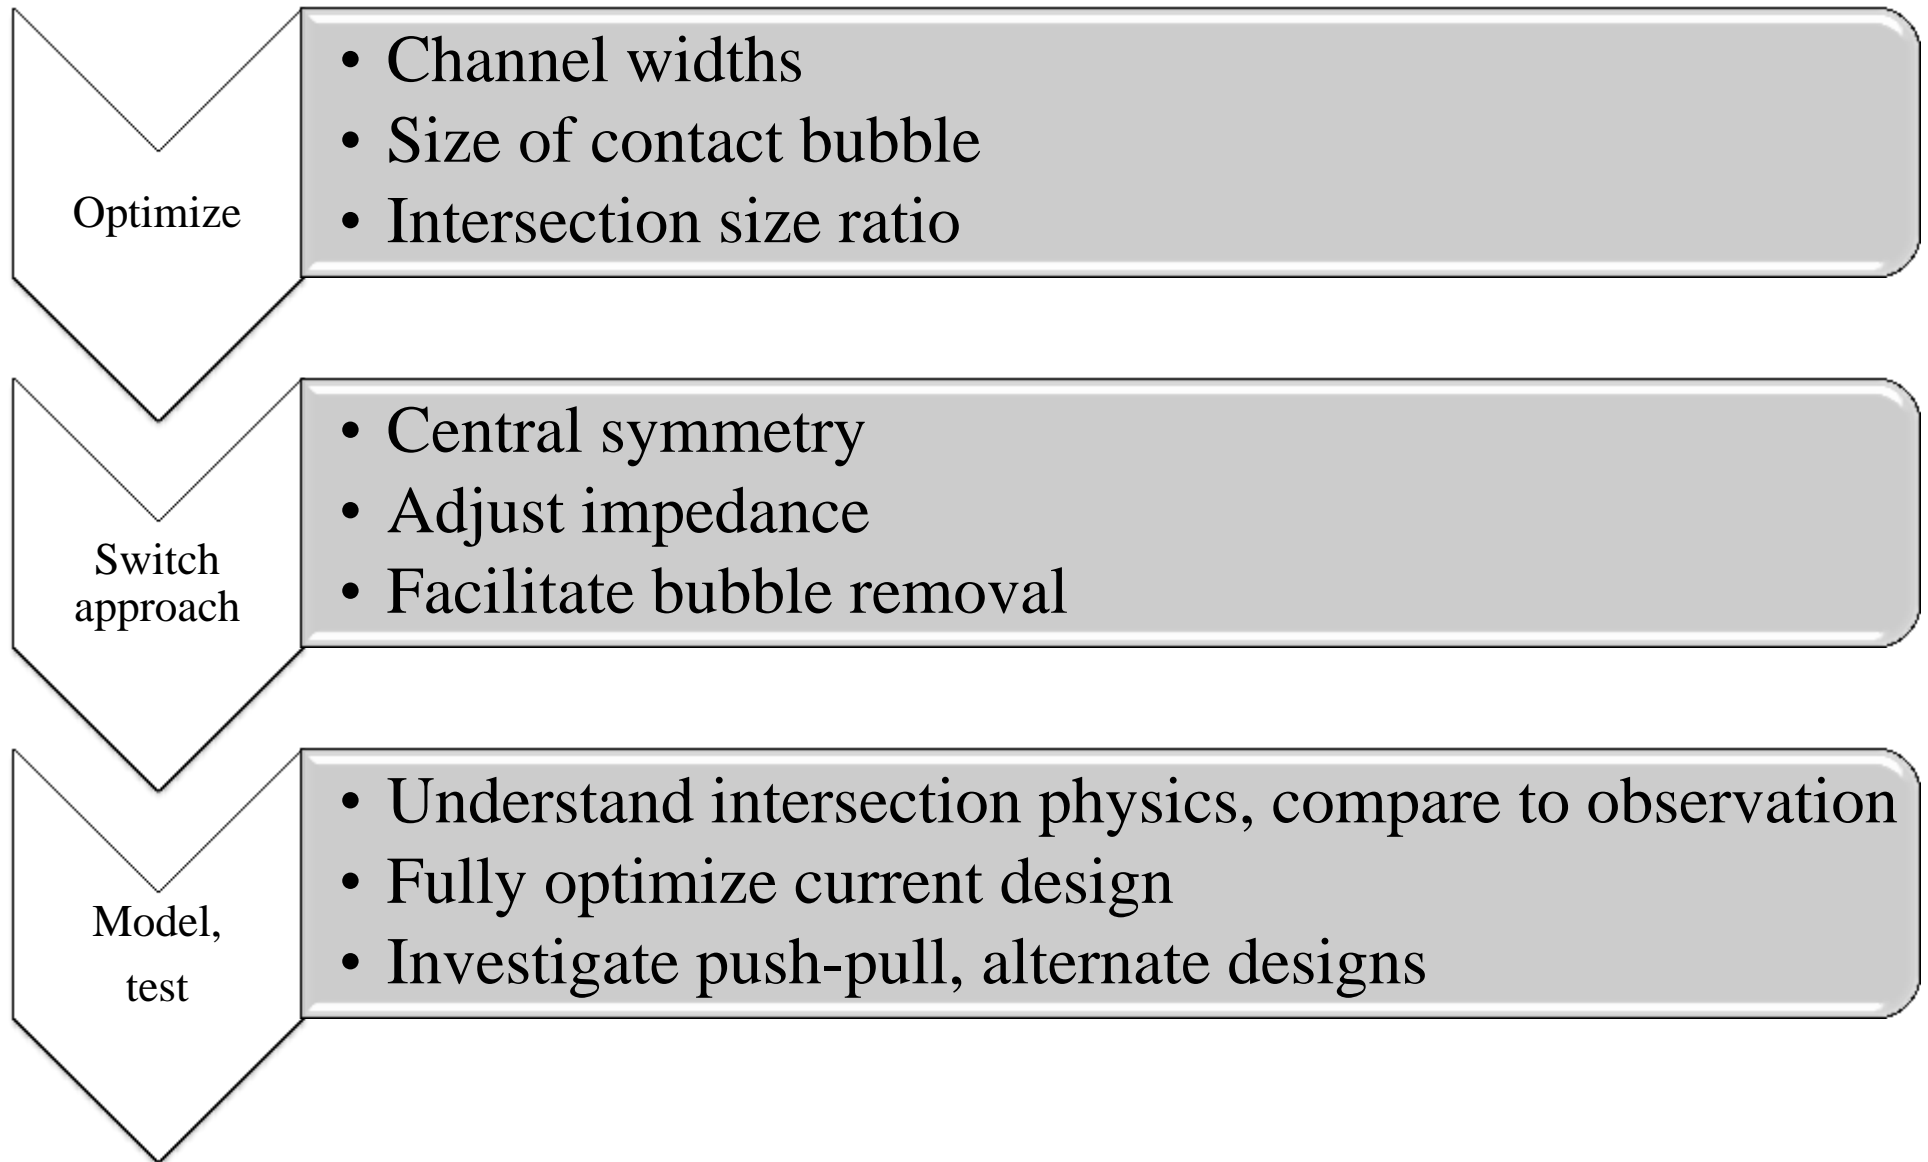 Optimize
• Channel widths
• Size of contact bubble
• Intersection size ratio
Switch
approach
• Central symmetry
• Adjust impedance
• Facilitate bubble removal
Model,
test
• Understand intersection physics, compare to observation
• Fully optimize current design
• Investigate push-pull, alternate designs